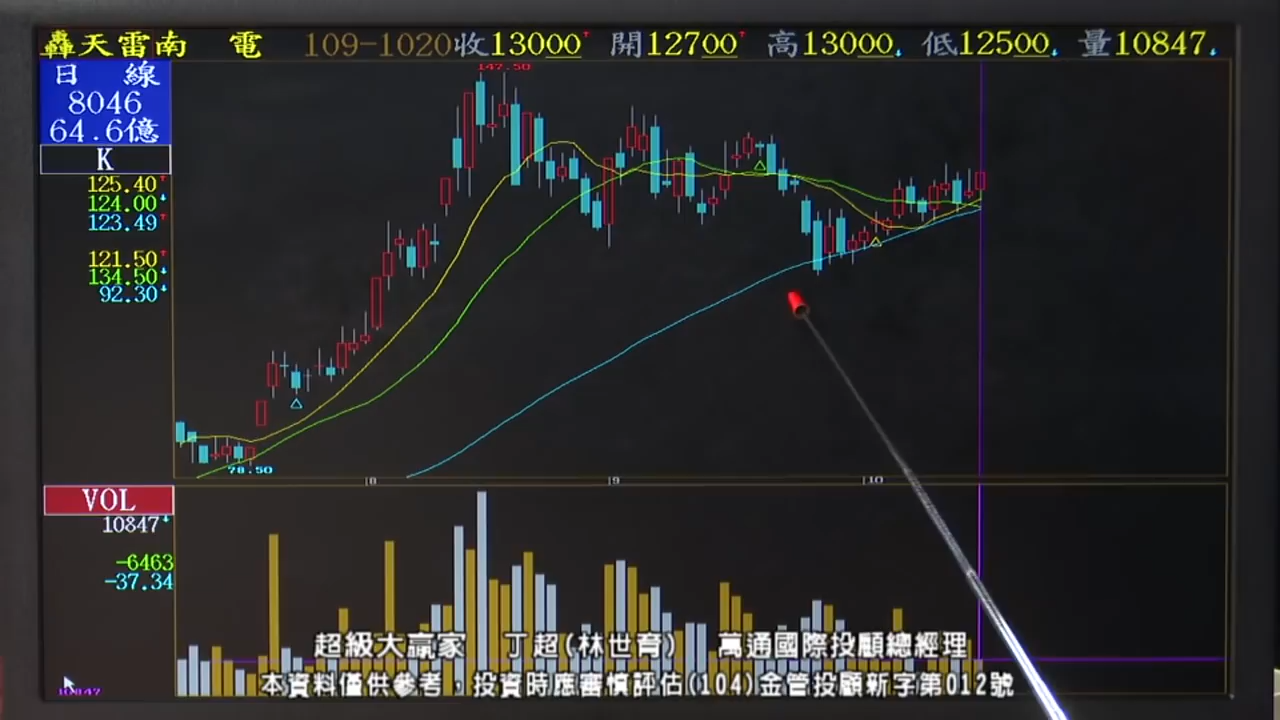 轟天雷南 電 109-1020收13000↑ 開12700↑ 高13000↓ 低12500↓ 量10847↓
日 線
8046
64.6億
K
125.40↑
124.00↓
123.49↑
121.50↑
134.50↑
92.30↑
147.50
78.50
8
9
10
VOL
10847↓
-6463
-37.34
超級大贏家 丁超(林世育) 萬通國際投顧總經理
本資料僅供參考，投資時應審慎評估(104)金管投顧新字第012號
10847